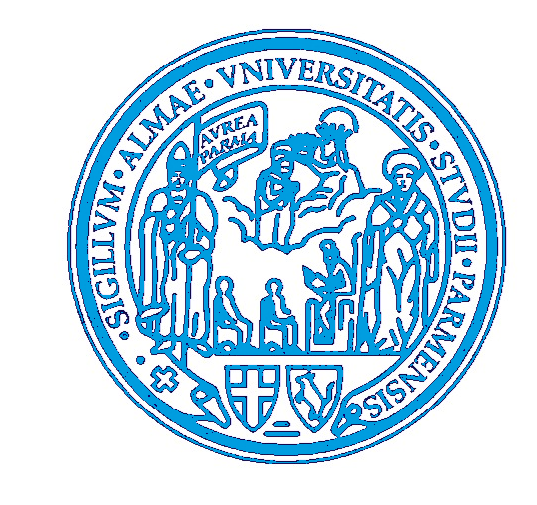 SIGILLVM • ALMAE • VNIVERSITATIS • STVDII • PARMENSIS •
AVREA
PARMA